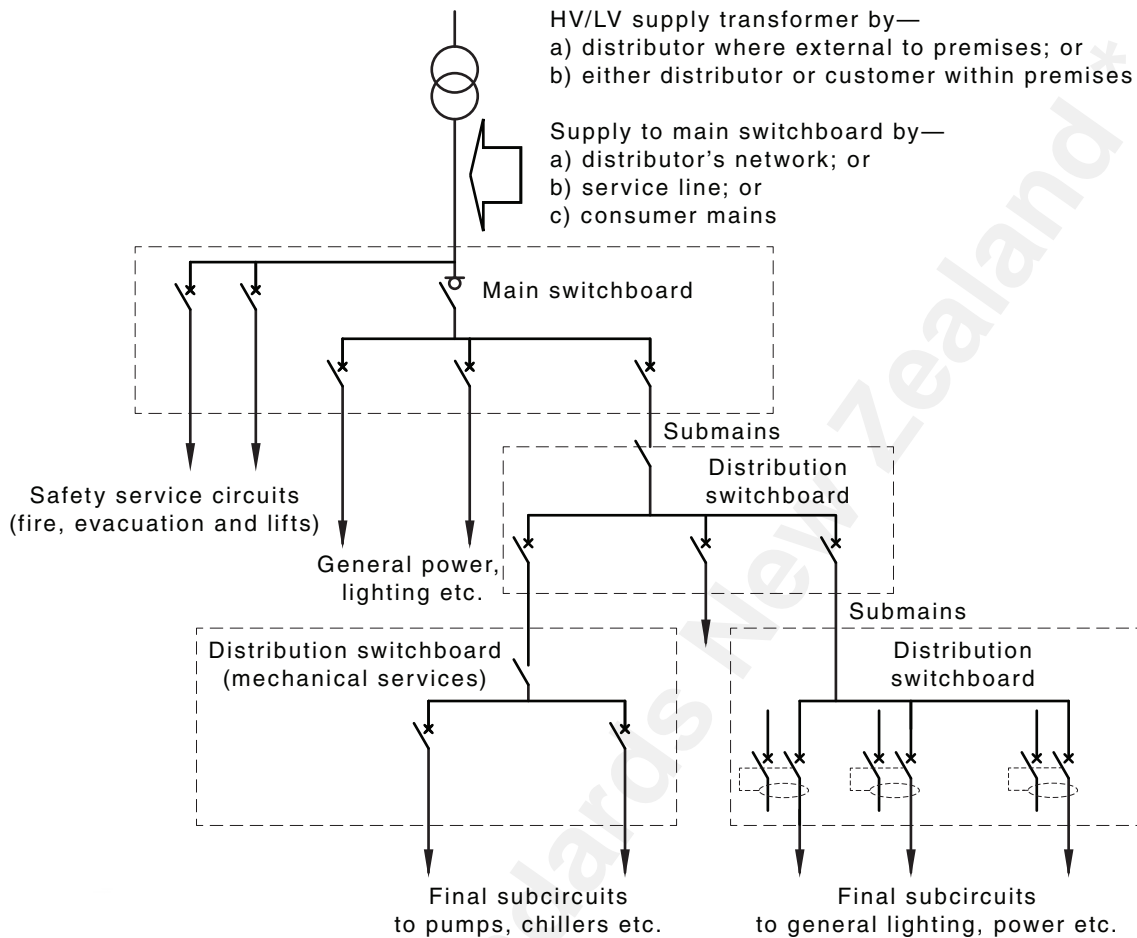 HV/LV supply transformer by—
a) distributor where external to premises; or
b) either distributor or customer within premises
Supply to main switchboard by—
a) distributor's network; or
b) service line; or
c) consumer mains
Main switchboard
Submains
Distribution
switchboard
Safety service circuits
(fire, evacuation and lifts)
General power,
lighting etc.
Submains
Distribution switchboard
(mechanical services)
Distribution
switchboard
Final subcircuits
to pumps, chillers etc.
Final subcircuits
to general lighting, power etc.
dards New Zealand *